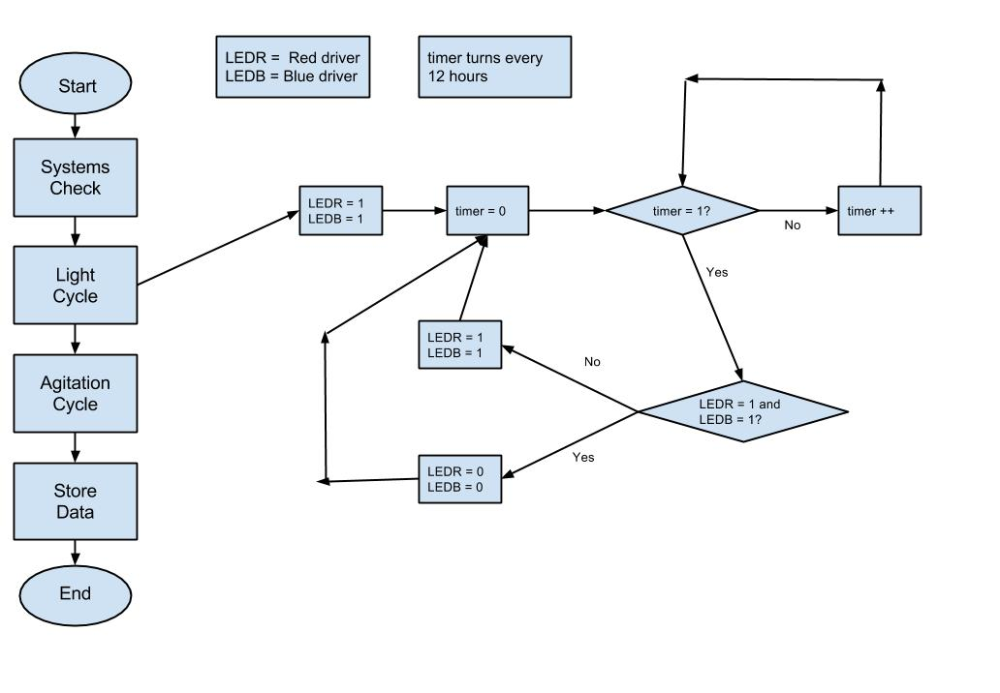 Start
Systems
Check
Light
Cycle
Agitation
Cycle
Store
Data
End
LEDR =  Red driver
LEDB = Blue driver
timer turns every
12 hours
LEDR = 1
LEDB = 1
timer = 0
timer = 1?
No
timer ++
Yes
LEDR = 1 and
LEDB = 1?
No
LEDR = 1
LEDB = 1
Yes
LEDR = 0
LEDB = 0